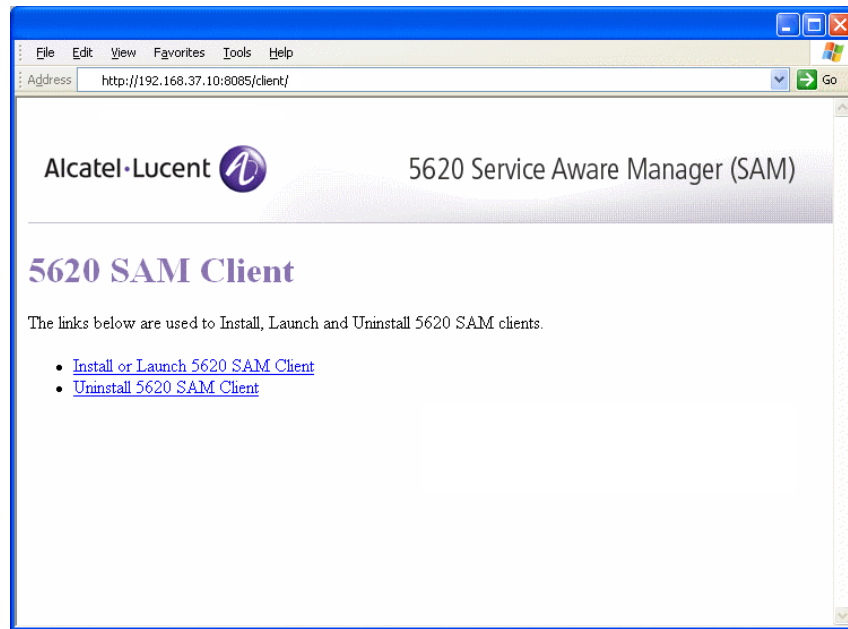 File Edit View Favorites Tools Help
Address http://192.168.37.10:8085/client/ Go
Alcatel·Lucent 5620 Service Aware Manager (SAM)
5620 SAM Client
The links below are used to Install, Launch and Uninstall 5620 SAM clients.
• Install or Launch 5620 SAM Client
• Uninstall 5620 SAM Client